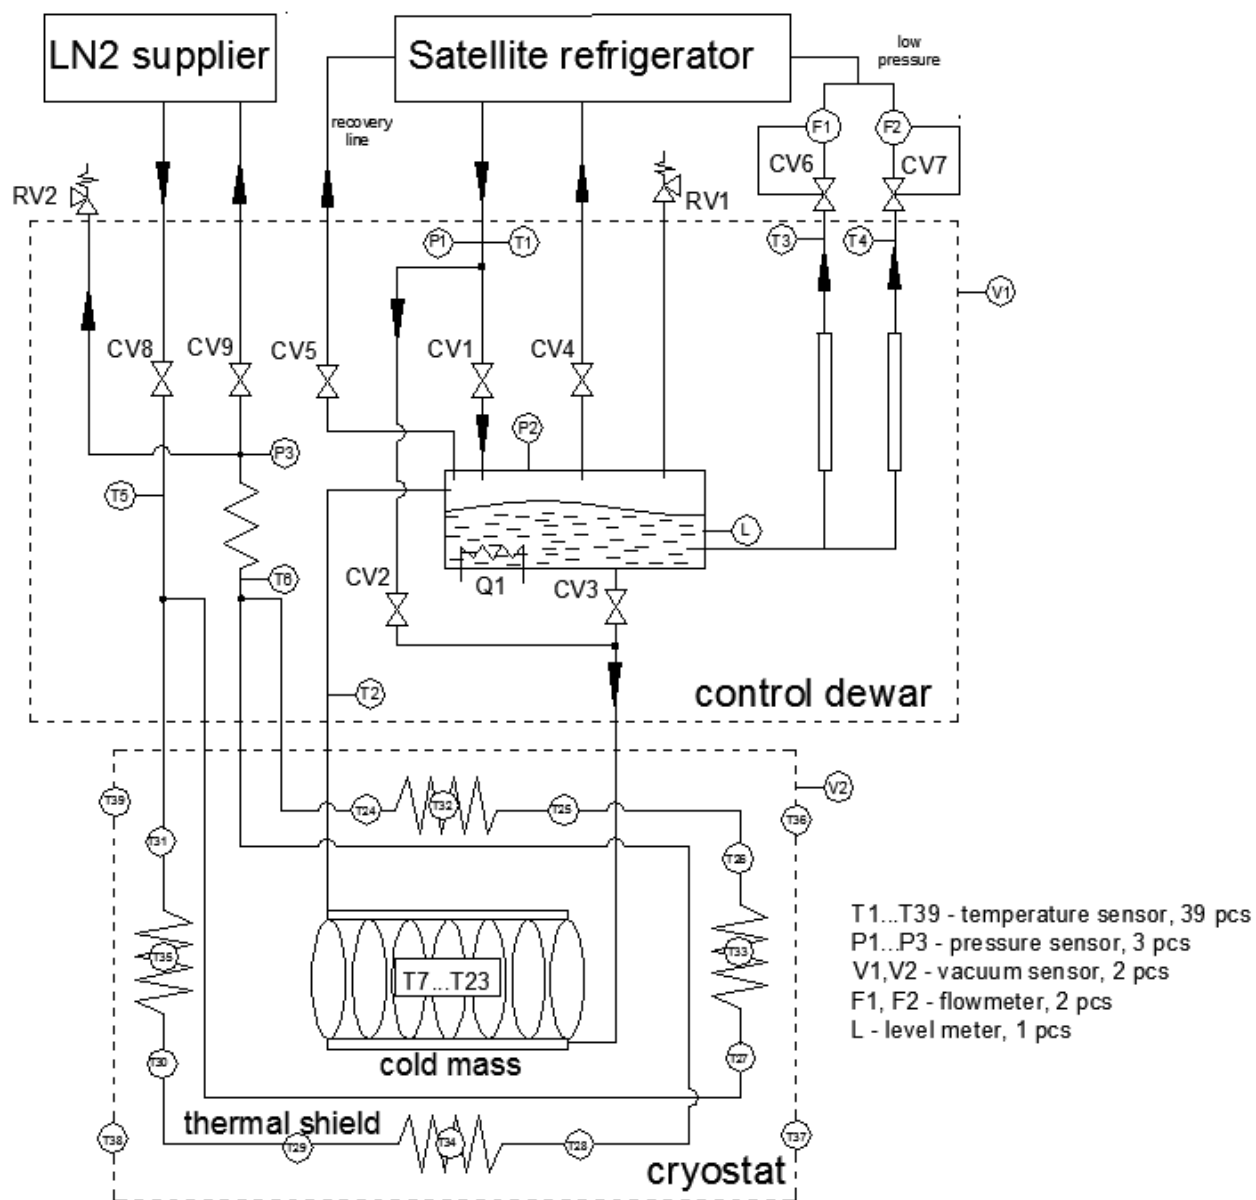 LN2 supplier
Satellite refrigerator
low
pressure
recovery
line
F1
F2
CV6
CV7
RV2
RV1
P1
T1
T3
T4
V1
CV8
CV9
CV5
CV1
CV4
P2
P3
T5
L
T6
CV2
Q1
CV3
T2
control dewar
V2
T39
T24
T32
T25
T36
T31
T26
T35
T33
T7...T23
T1...T39 - temperature sensor, 39 pcs
P1...P3 - pressure sensor, 3 pcs
V1,V2 - vacuum sensor, 2 pcs
F1, F2 - flowmeter, 2 pcs
L - level meter, 1 pcs
T30
cold mass
T27
thermal shield
T38
T29
T34
T28
T37
cryostat